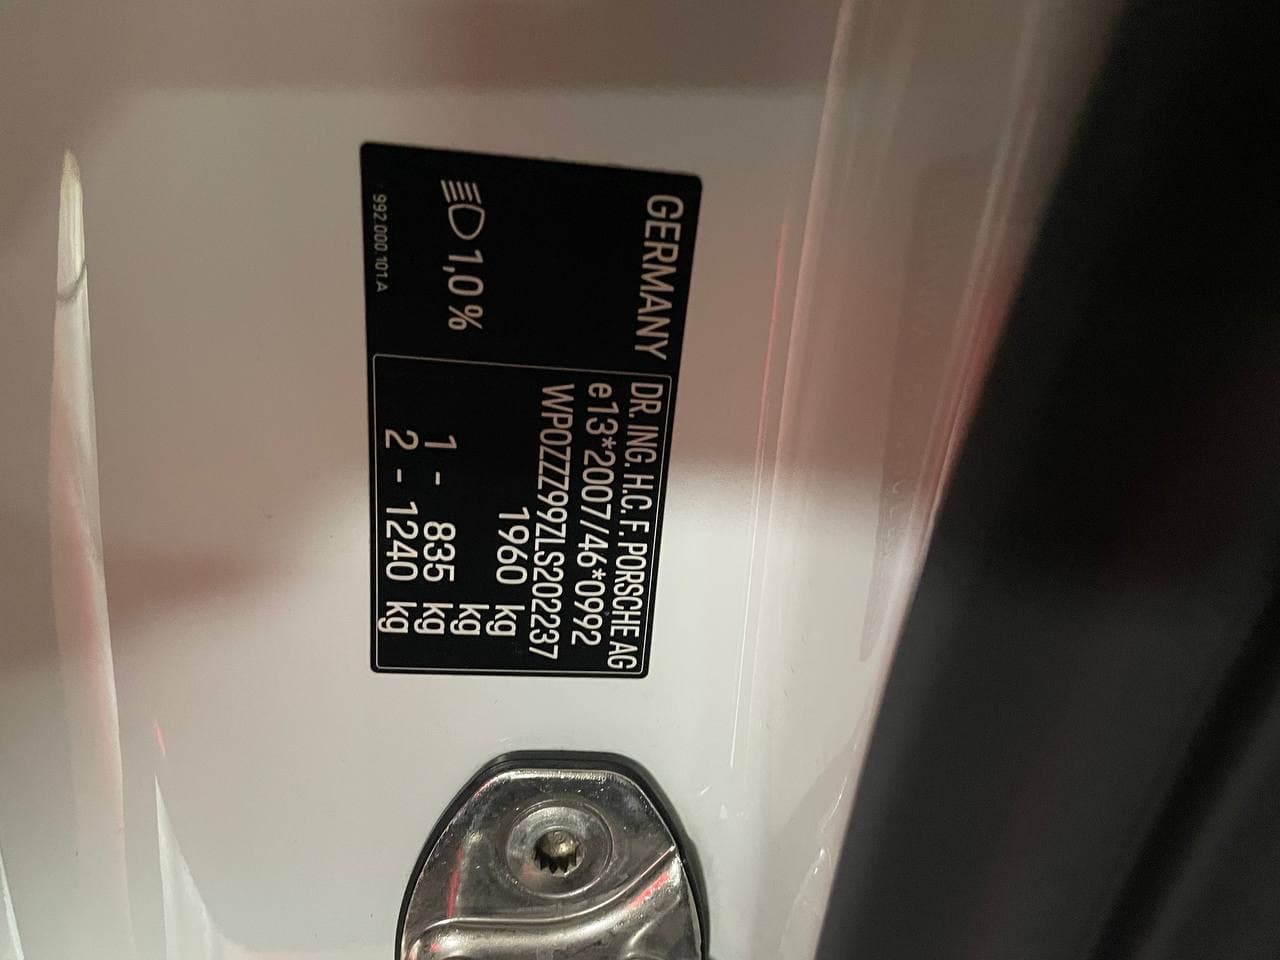 GERMANY
1,0 %
992.000.101.A
DR. ING. H.C. F. PORSCHE AG
e13*2007/46*0992
WP0ZZZ99ZLS202237
1960 kg
kg
1 - 835 kg
2 - 1240 kg